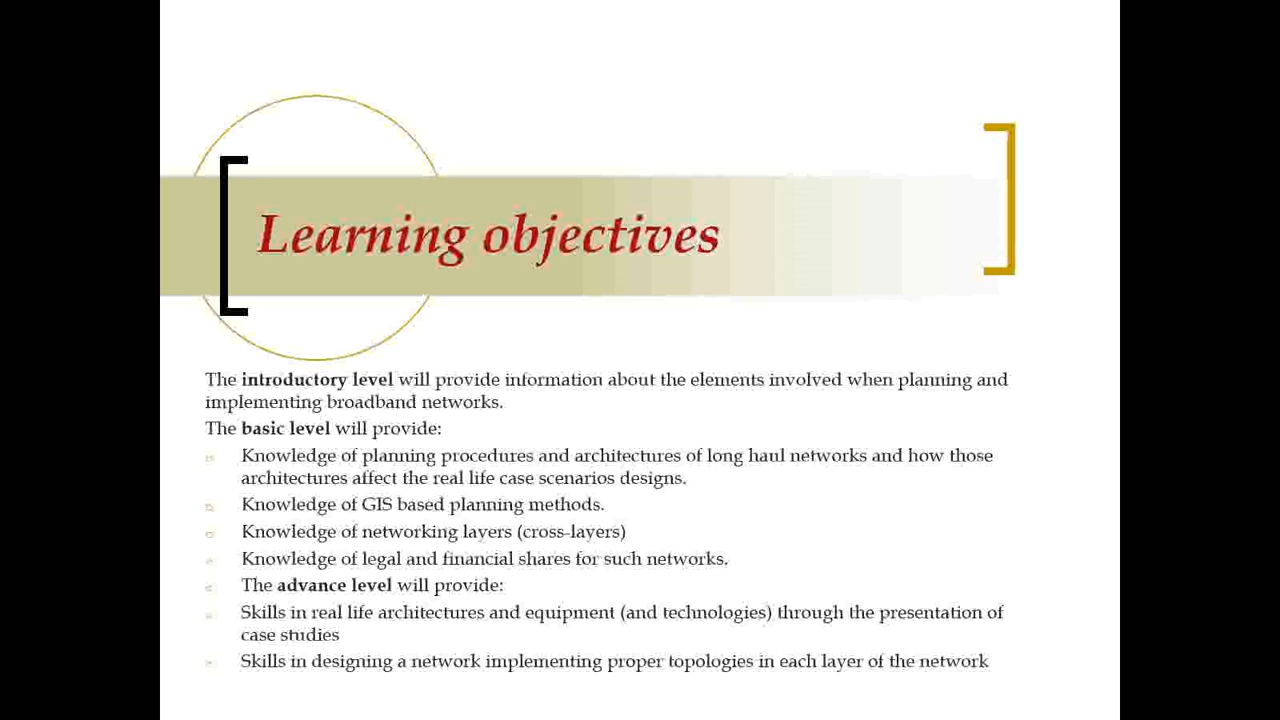 Learning objectives
The introductory level will provide information about the elements involved when planning and
implementing broadband networks.
The basic level will provide:
Knowledge of planning procedures and architectures of long haul networks and how those
architectures affect the real life case scenarios designs.
Knowledge of GIS based planning methods.
Knowledge of networking layers (cross-layers)
Knowledge of legal and financial shares for such networks.
The advance level will provide:
Skills in real life architectures and equipment (and technologies) through the presentation of
case studies
Skills in designing a network implementing proper topologies in each layer of the network